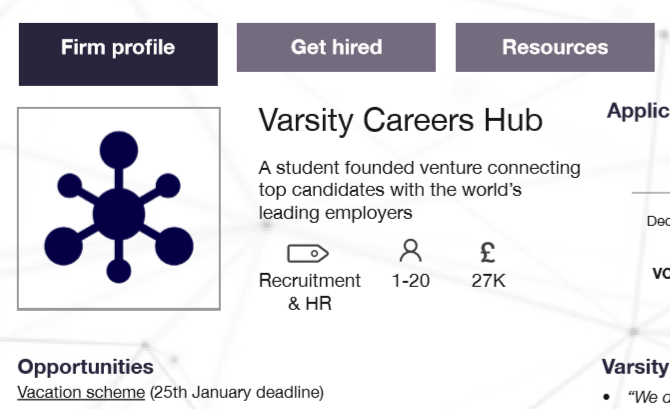 Firm profile
Get hired
Resources
Varsity Careers Hub
A student founded venture connecting
top candidates with the world's
leading employers
Recruitment
& HR
1-20
£
27K
Opportunities
Vacation scheme (25th January deadline)
Varsity
• "We